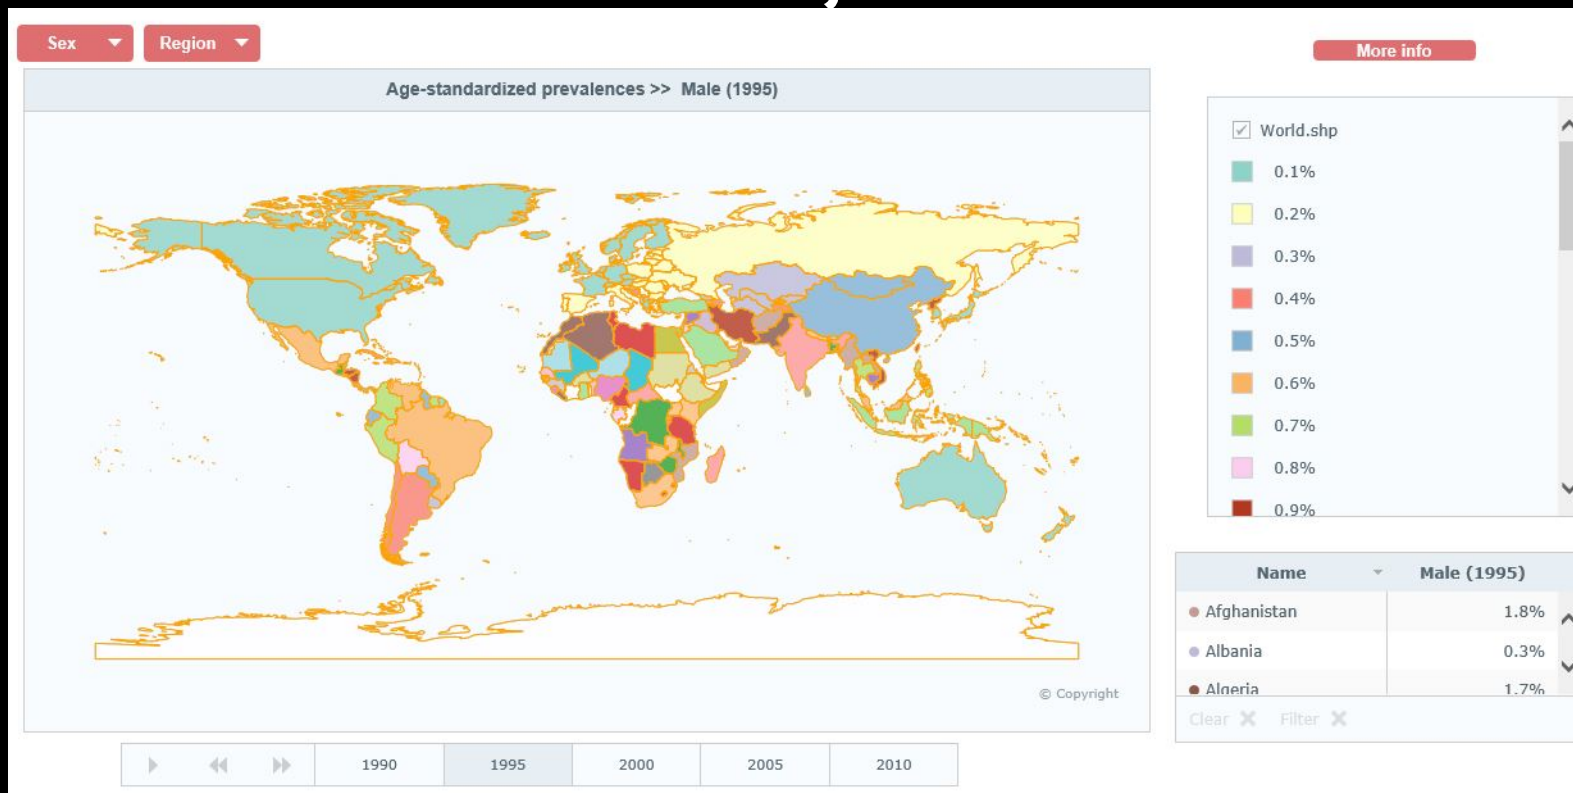 Sex
Region
More info
Age-standardized prevalences >> Male (1995)
World.shp
0.1%
0.2%
0.3%
0.4%
0.5%
0.6%
0.7%
0.8%
0.9%
© Copyright
Name Male (1995)
Afghanistan 1.8%
Albania 0.3%
Algeria 1.7%
Clear Filter
1990 1995 2000 2005 2010